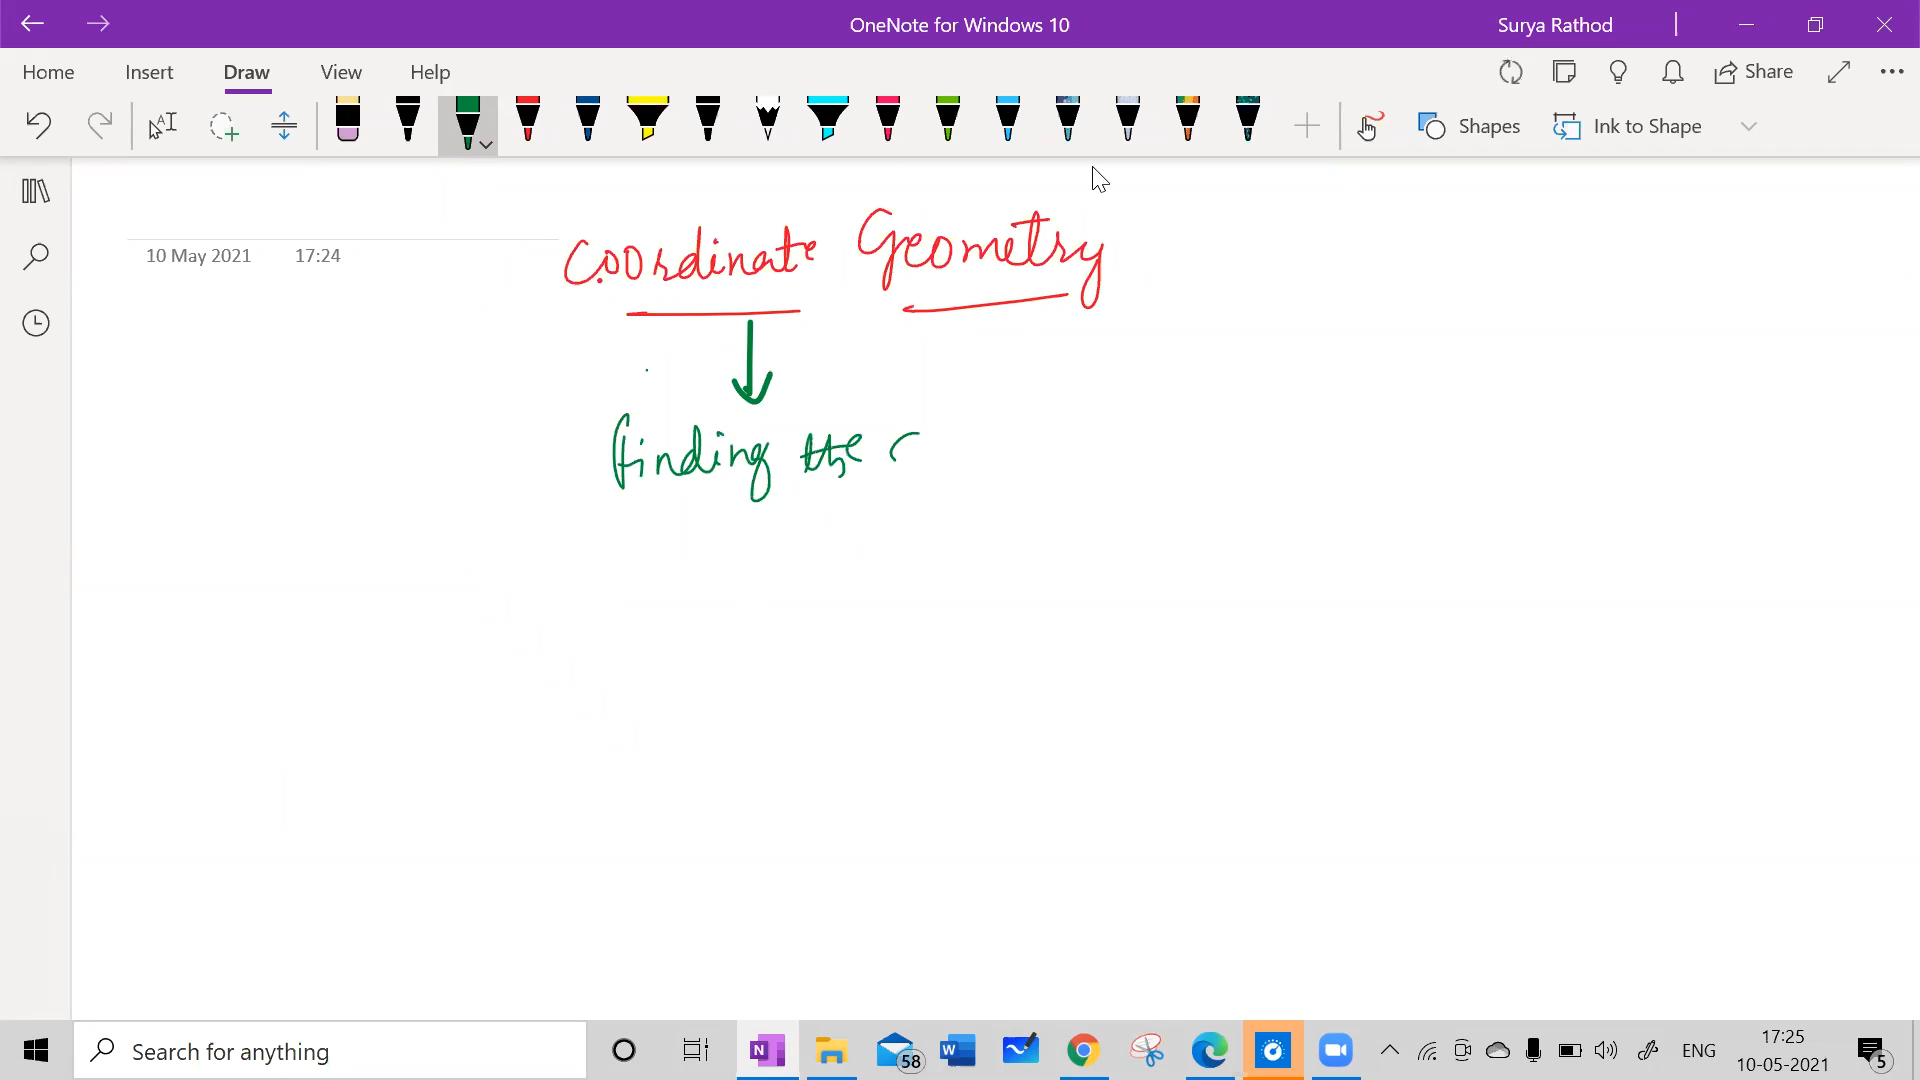 OneNote for Windows 10
Surya Rathod
Home Insert Draw View Help
Share
Shapes Ink to Shape
Coordinate Geometry
10 May 2021 17:24
finding the c
Search for anything
58
ENG
17:25
10-05-2021
5